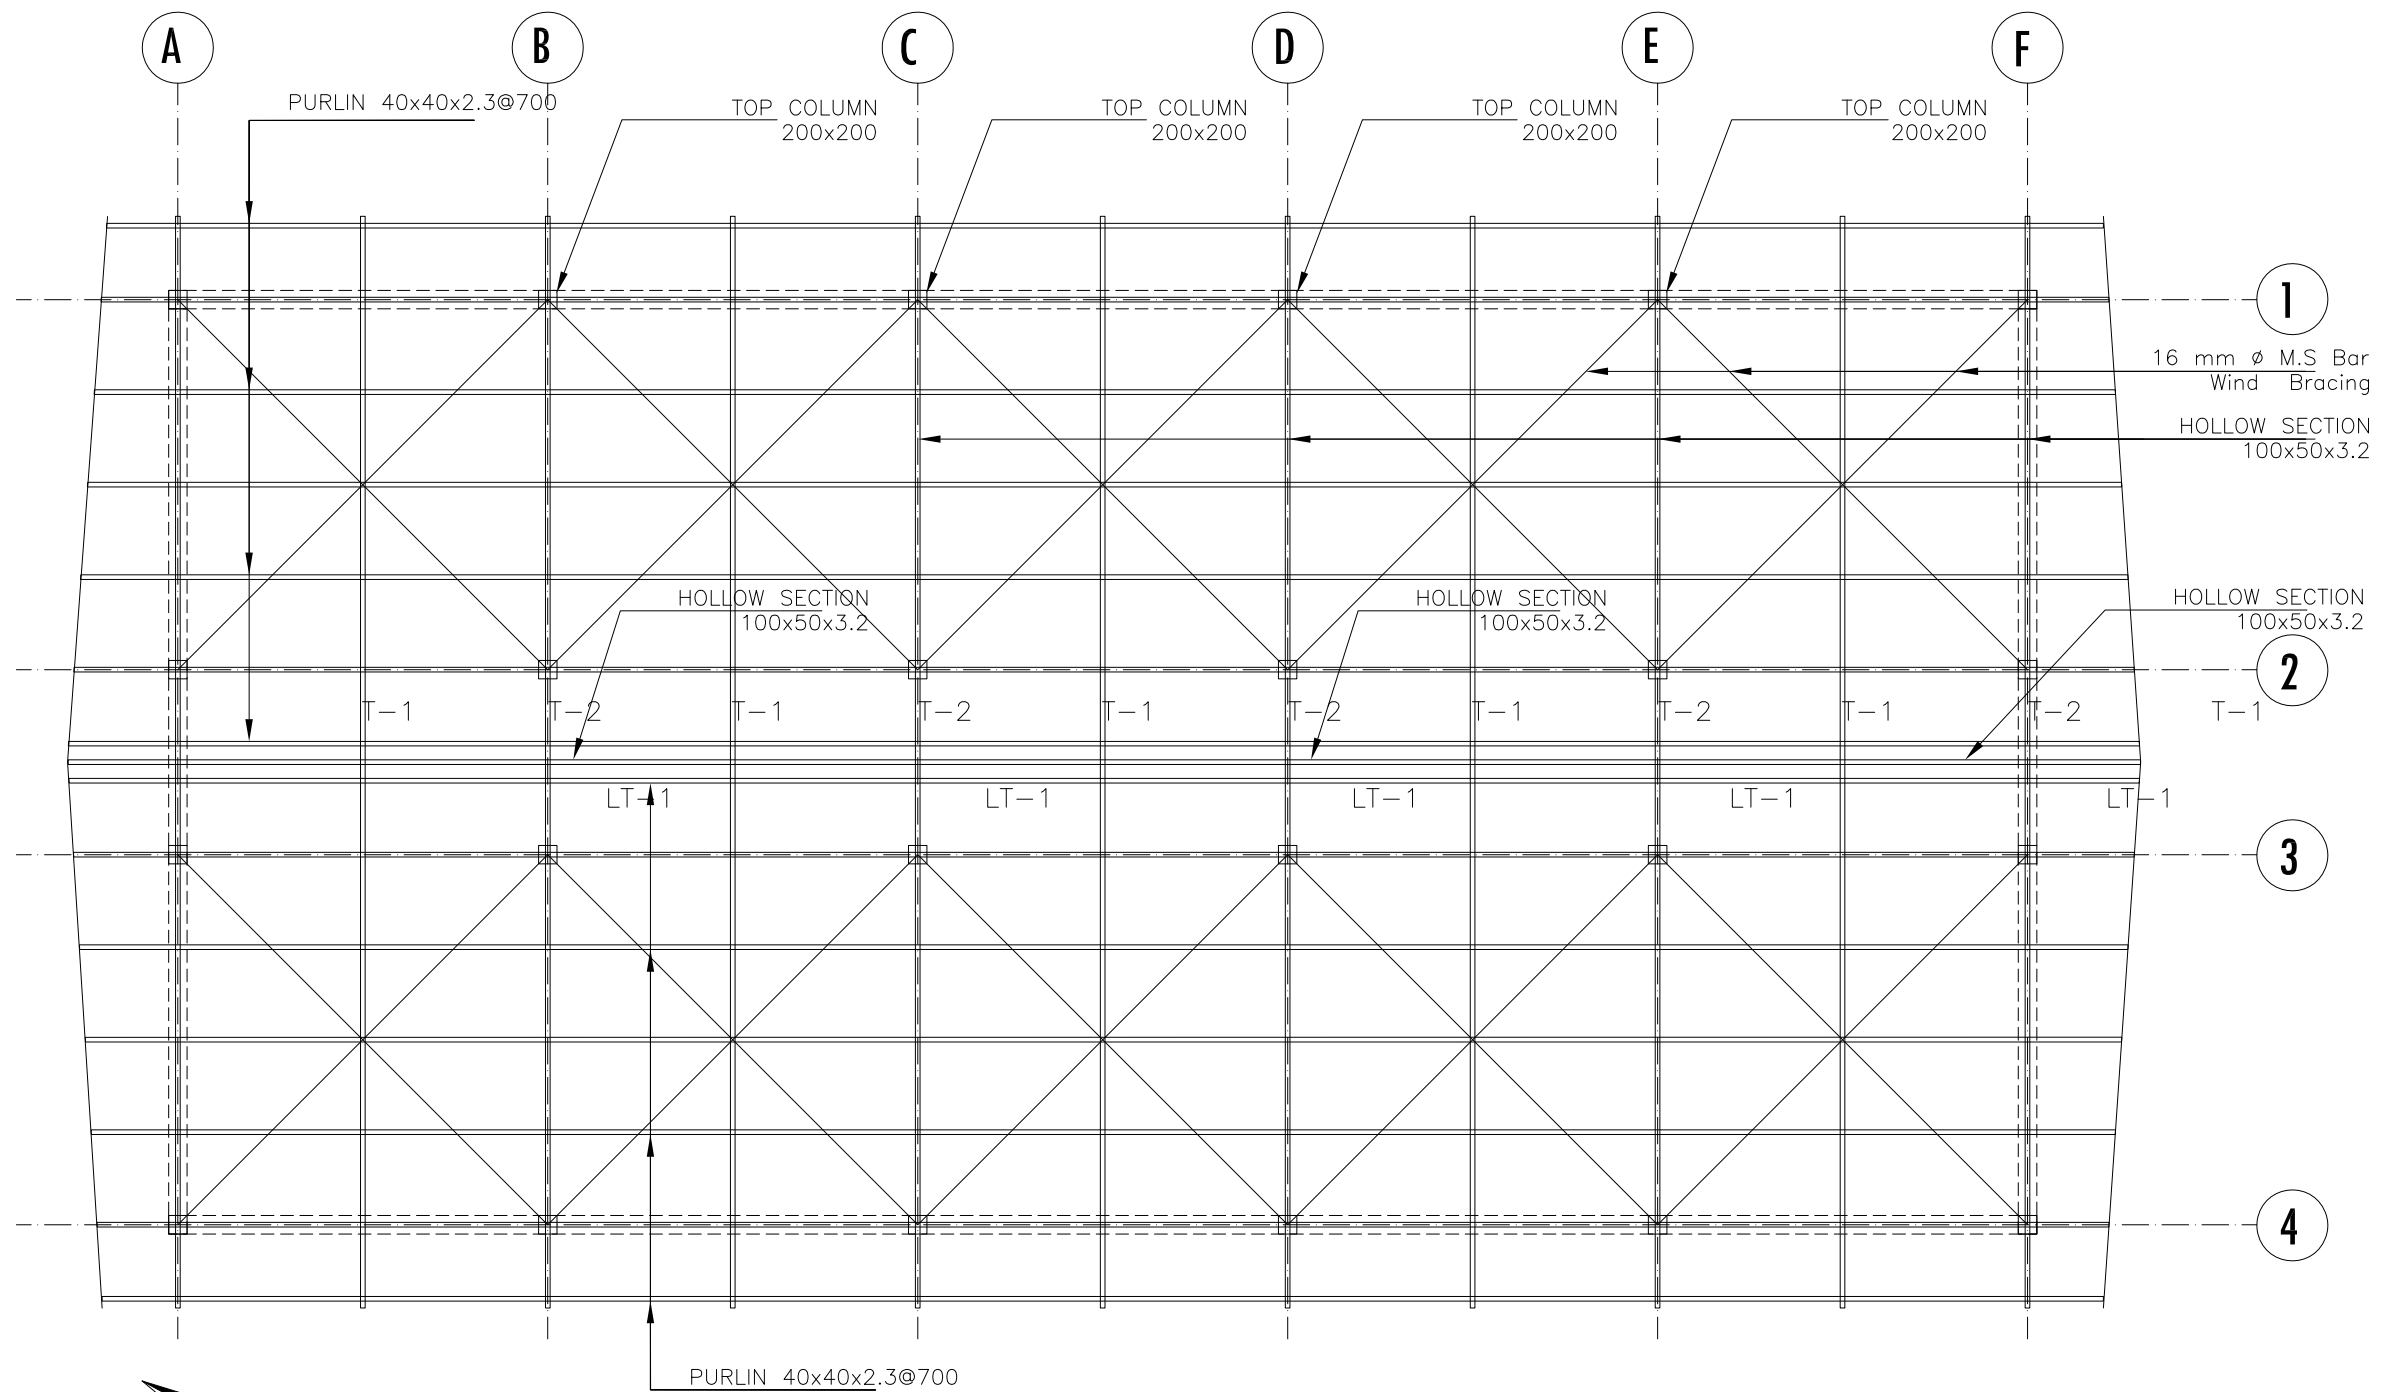 A
B
C
D
E
F
PURLIN 40x40x2.3@700
TOP COLUMN
200x200
TOP COLUMN
200x200
TOP COLUMN
200x200
TOP COLUMN
200x200
1
16 mm ø M.S Bar
Wind Bracing
HOLLOW SECTION
100x50x3.2
HOLLOW SECTION
100x50x3.2
HOLLOW SECTION
100x50x3.2
HOLLOW SECTION
100x50x3.2
2
T-1
T-2
T-1
T-2
T-1
T-2
T-1
T-2
T-1
T-2
T-1
LT-1
LT-1
LT-1
LT-1
LT-1
3
4
PURLIN 40x40x2.3@700